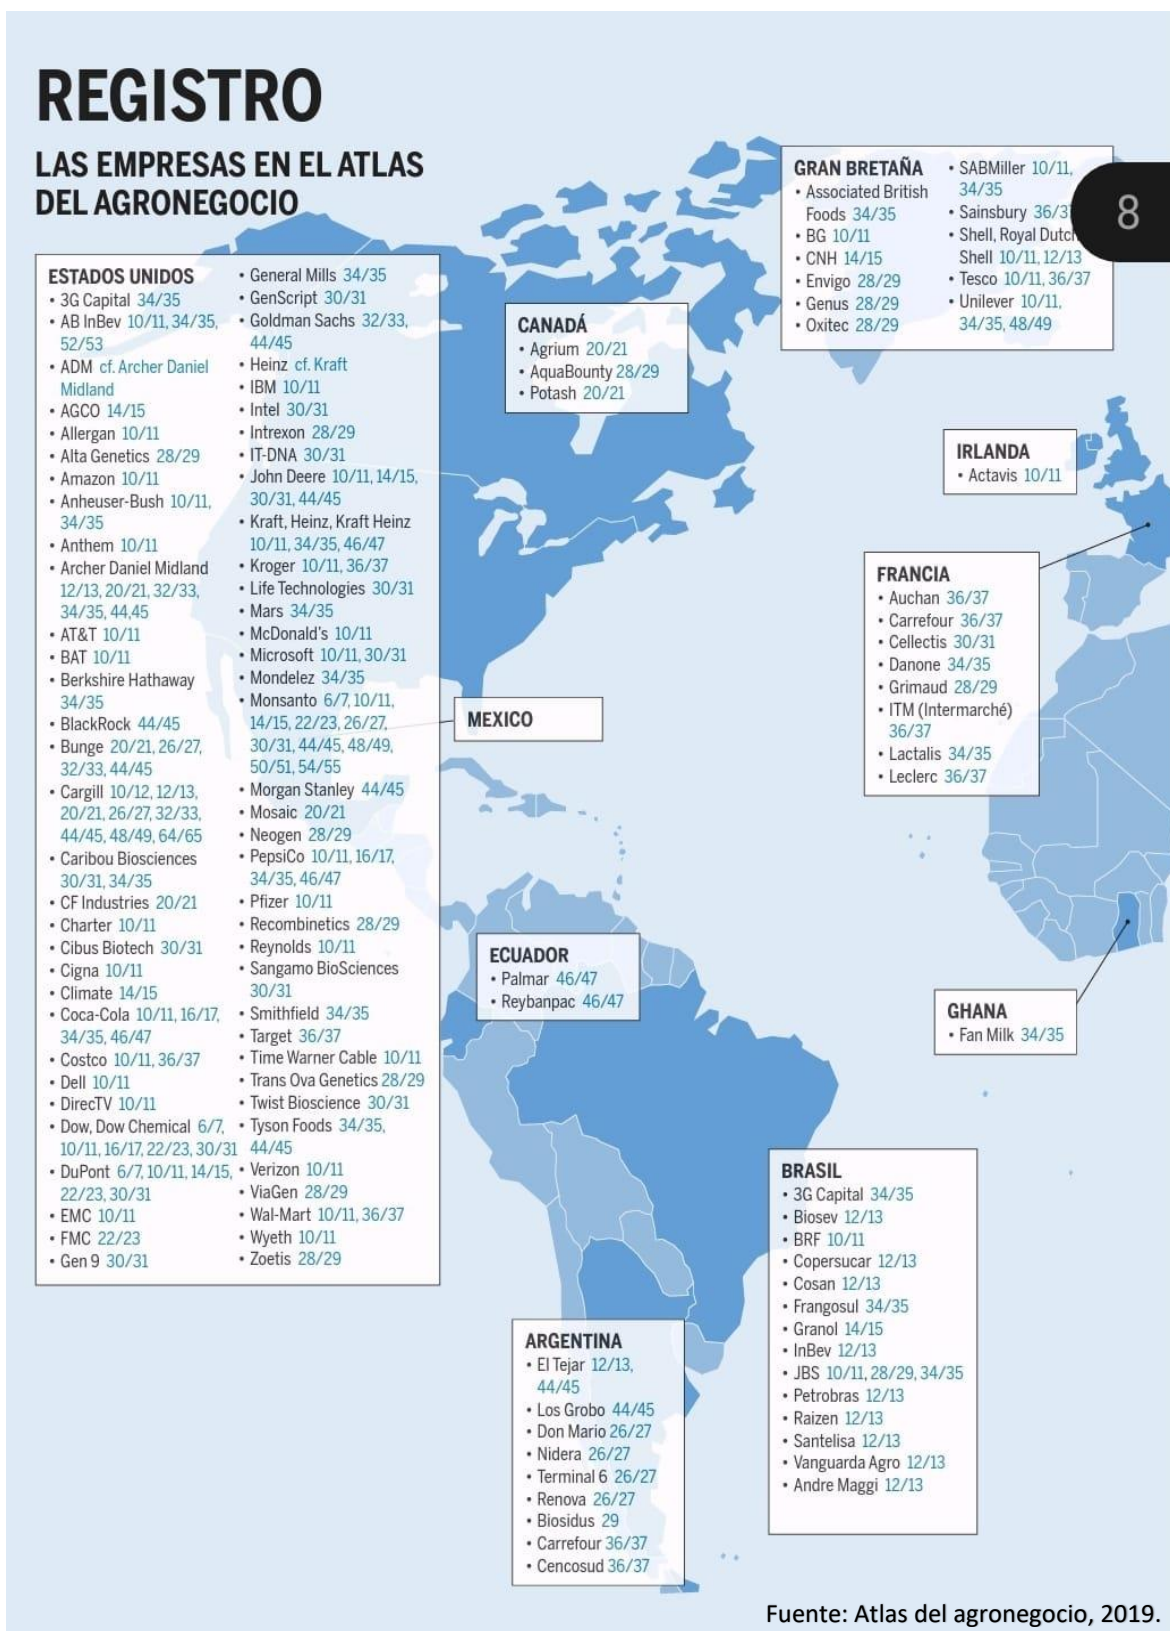 REGISTRO
LAS EMPRESAS EN EL ATLAS
DEL AGRONEGOCIO
ESTADOS UNIDOS
• 3G Capital 34/35
• AB InBev 10/11, 34/35,
52/53
• ADM cf. Archer Daniel
Midland
• AGCO 14/15
• Allergan 10/11
• Alta Genetics 28/29
• Amazon 10/11
• Anheuser-Bush 10/11,
34/35
• Anthem 10/11
• Archer Daniel Midland
12/13, 20/21, 32/33,
34/35, 44,45
• AT&T 10/11
• BAT 10/11
• Berkshire Hathaway
34/35
• BlackRock 44/45
• Bunge 20/21, 26/27,
32/33, 44/45
• Cargill 10/12, 12/13,
20/21, 26/27, 32/33,
44/45, 48/49, 64/65
• Caribou Biosciences
30/31, 34/35
• CF Industries 20/21
• Charter 10/11
• Cibus Biotech 30/31
• Cigna 10/11
• Climate 14/15
• Coca-Cola 10/11, 16/17,
34/35, 46/47
• Costco 10/11, 36/37
• Dell 10/11
• DirecTV 10/11
• Dow, Dow Chemical 6/7,
10/11, 16/17, 22/23, 30/31
• DuPont 6/7, 10/11, 14/15,
22/23, 30/31
• EMC 10/11
• FMC 22/23
• Gen 9 30/31
• General Mills 34/35
• GenScript 30/31
• Goldman Sachs 32/33,
44/45
• Heinz cf. Kraft
• IBM 10/11
• Intel 30/31
• Intrexon 28/29
• IT-DNA 30/31
• John Deere 10/11, 14/15,
30/31, 44/45
• Kraft, Heinz, Kraft Heinz
10/11, 34/35, 46/47
• Kroger 10/11, 36/37
• Life Technologies 30/31
• Mars 34/35
• McDonald's 10/11
• Microsoft 10/11, 30/31
• Mondelez 34/35
• Monsanto 6/7, 10/11,
14/15, 22/23, 26/27,
30/31, 44/45, 48/49,
50/51, 54/55
• Morgan Stanley 44/45
• Mosaic 20/21
• Neogen 28/29
• PepsiCo 10/11, 16/17,
34/35, 46/47
• Pfizer 10/11
• Recombinetics 28/29
• Reynolds 10/11
• Sangamo BioSciences
30/31
• Smithfield 34/35
• Target 36/37
• Time Warner Cable 10/11
• Trans Ova Genetics 28/29
• Twist Bioscience 30/31
• Tyson Foods 34/35,
44/45
• Verizon 10/11
• ViaGen 28/29
• Wal-Mart 10/11, 36/37
• Wyeth 10/11
• Zoetis 28/29
CANADÁ
• Agrium 20/21
• AquaBounty 28/29
• Potash 20/21
GRAN BRETAÑA
• Associated British
Foods 34/35
• BG 10/11
• CNH 14/15
• Envigo 28/29
• Genus 28/29
• Oxitec 28/29
• SABMiller 10/11,
34/35
• Sainsbury
• Shell, Royal Dutch
Shell 10/11, 12/13
• Tesco 10/11, 36/37
• Unilever 10/11,
34/35, 48/49
8
IRLANDA
• Actavis 10/11
FRANCIA
• Auchan 36/37
• Carrefour 36/37
• Cellectis 30/31
• Danone 34/35
• Grimaud 28/29
• ITM (Intermarché)
36/37
• Lactalis 34/35
• Leclerc 36/37
MEXICO
ECUADOR
• Palmar 46/47
• Reybanpac 46/47
GHANA
• Fan Milk 34/35
BRASIL
• 3G Capital 34/35
• Biosev 12/13
• BRF 10/11
• Copersucar 12/13
• Cosan 12/13
• Frangosul 34/35
• Granol 14/15
• InBev 12/13
• JBS 10/11, 28/29, 34/35
• Petrobras 12/13
• Raizen 12/13
• Santelisa 12/13
• Vanguarda Agro 12/13
• Andre Maggi 12/13
ARGENTINA
• El Tejar 12/13,
44/45
• Los Grobo 44/45
• Don Mario 26/27
• Nidera 26/27
• Terminal 6 26/27
• Renova 26/27
• Biosidus 29
• Carrefour 36/37
• Cencosud 36/37
Fuente: Atlas del agronegocio, 2019.